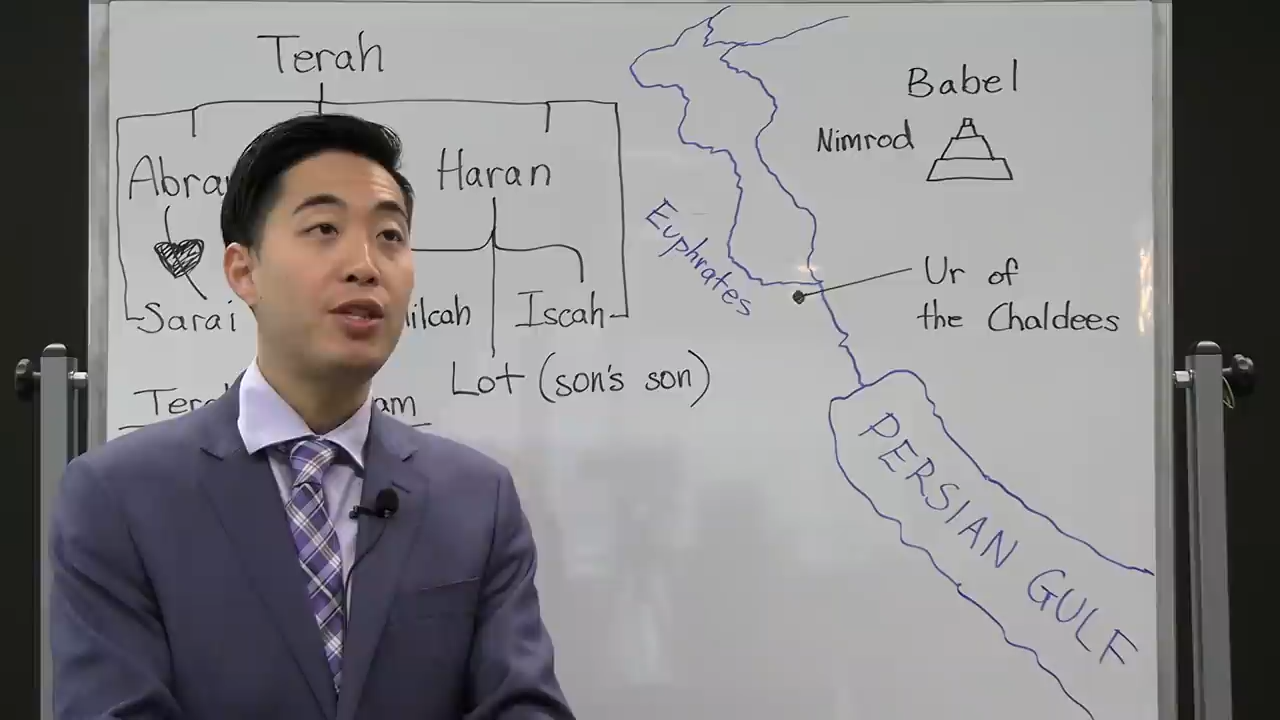 Terah
Haran
Sarai
Iscah
Lot (son's son)
Euphrates
Babel
Nimrod
Ur of
the Chaldees
PERSIAN GULF